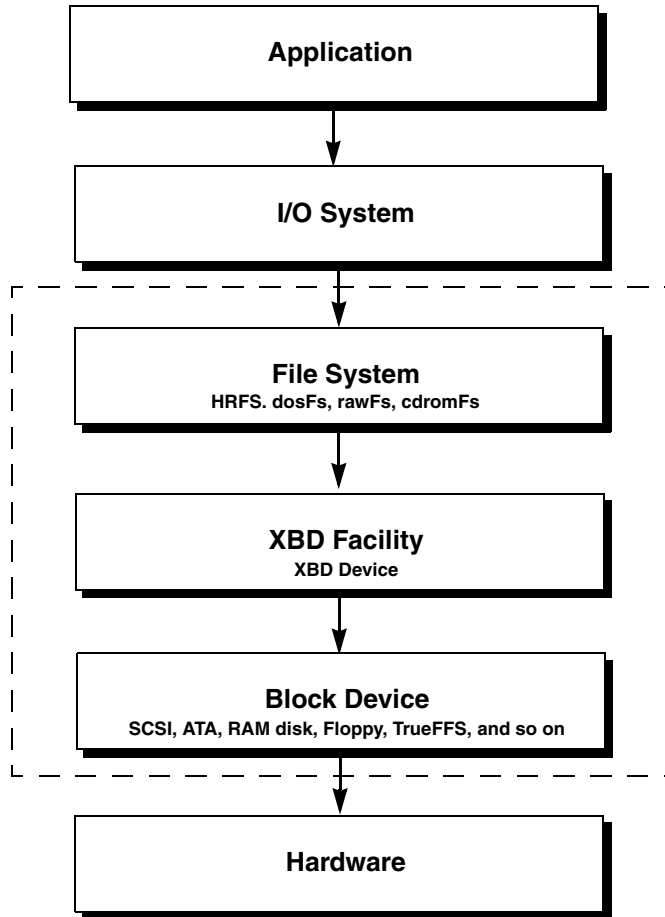 Application
I/O System
File System
HRFS. dosFs, rawFs, cdromFs
XBD Facility
XBD Device
Block Device
SCSI, ATA, RAM disk, Floppy, TrueFFS, and so on
Hardware